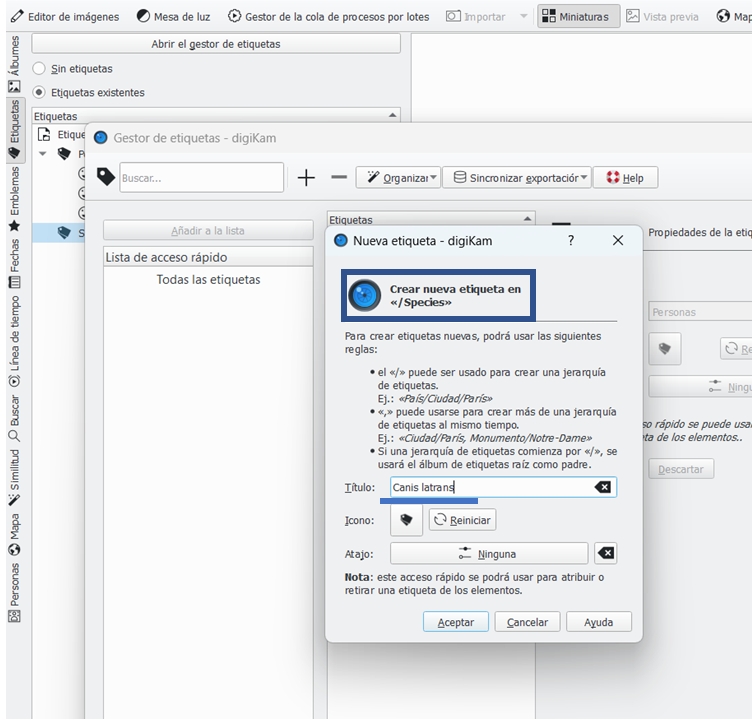 Editor de imágenes
Mesa de luz
Gestor de la cola de procesos por lotes
Importar
Miniaturas
Vista previa
Map
Álbumes
Etiquetas
Emblemas
Fechas
Línea de tiempo
Buscar
Similitud
Mapa
Personas
Abrir el gestor de etiquetas
Sin etiquetas
Etiquetas existentes
Etiquetas
Etique
P
S
Gestor de etiquetas - digiKam
Buscar...
Organizar
Sincronizar exportación
Help
Añadir a la lista
Lista de acceso rápido
Todas las etiquetas
Etiquetas
Propiedades de la etiq
Personas
Re
Ningu
so rápido se puede usa
ta de los elementos..
Descartar
Nueva etiqueta - digiKam
?
Crear nueva etiqueta en
«/Species»
Para crear etiquetas nuevas, podrá usar las siguientes
reglas:
• el «/» puede ser usado para crear una jerarquía
de etiquetas.
Ej.: «País/Ciudad/París»
• «,» puede usarse para crear más de una jerarquía
de etiquetas al mismo tiempo.
Ej.: «Ciudad/París, Monumento/Notre-Dame»
• Si una jerarquía de etiquetas comienza por «/», se
usará el álbum de etiquetas raíz como padre.
Título: Canis latrans
Icono: Reiniciar
Atajo: Ninguna
Nota: este acceso rápido se podrá usar para atribuir o
retirar una etiqueta de los elementos.
Aceptar
Cancelar
Ayuda